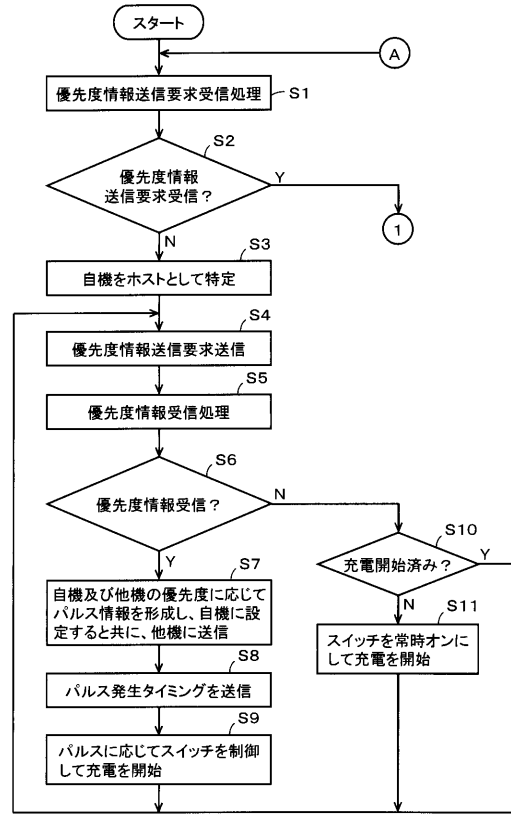 スタート
A
優先度情報送信要求受信処理
S1
S2
優先度情報
送信要求受信？
Y
1
N
S3
自機をホストとして特定
S4
優先度情報送信要求送信
S5
優先度情報受信処理
S6
優先度情報受信？
N
Y
S10
充電開始済み？
Y
N
S7
自機及び他機の優先度に応じて
パルス情報を形成し、自機に設
定すると共に、他機に送信
S11
スイッチを常時オンに
して充電を開始
S8
パルス発生タイミングを送信
S9
パルスに応じてスイッチを制御
して充電を開始